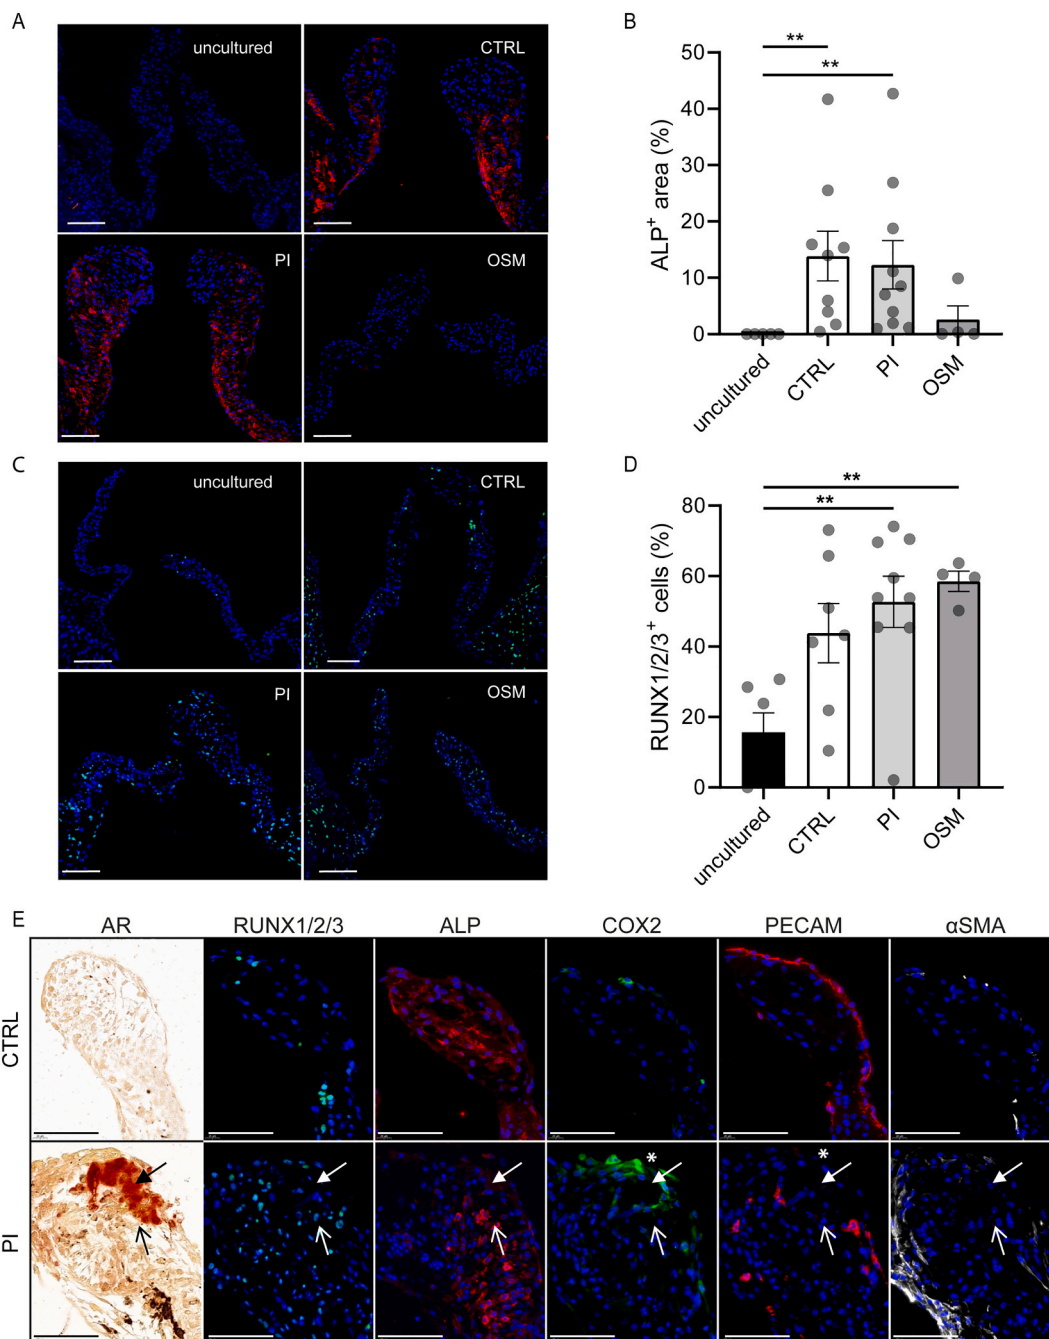 A
uncultured
CTRL
PI
OSM
B
**
**
50
40
30
20
10
0
ALP+ area (%)
uncultured
CTRL
PI
OSM
C
uncultured
CTRL
PI
OSM
D
**
**
80
60
40
20
0
RUNX1/2/3+ cells (%)
uncultured
CTRL
PI
OSM
E
AR
RUNX1/2/3
ALP
COX2
PECAM
αSMA
CTRL
PI
*
*